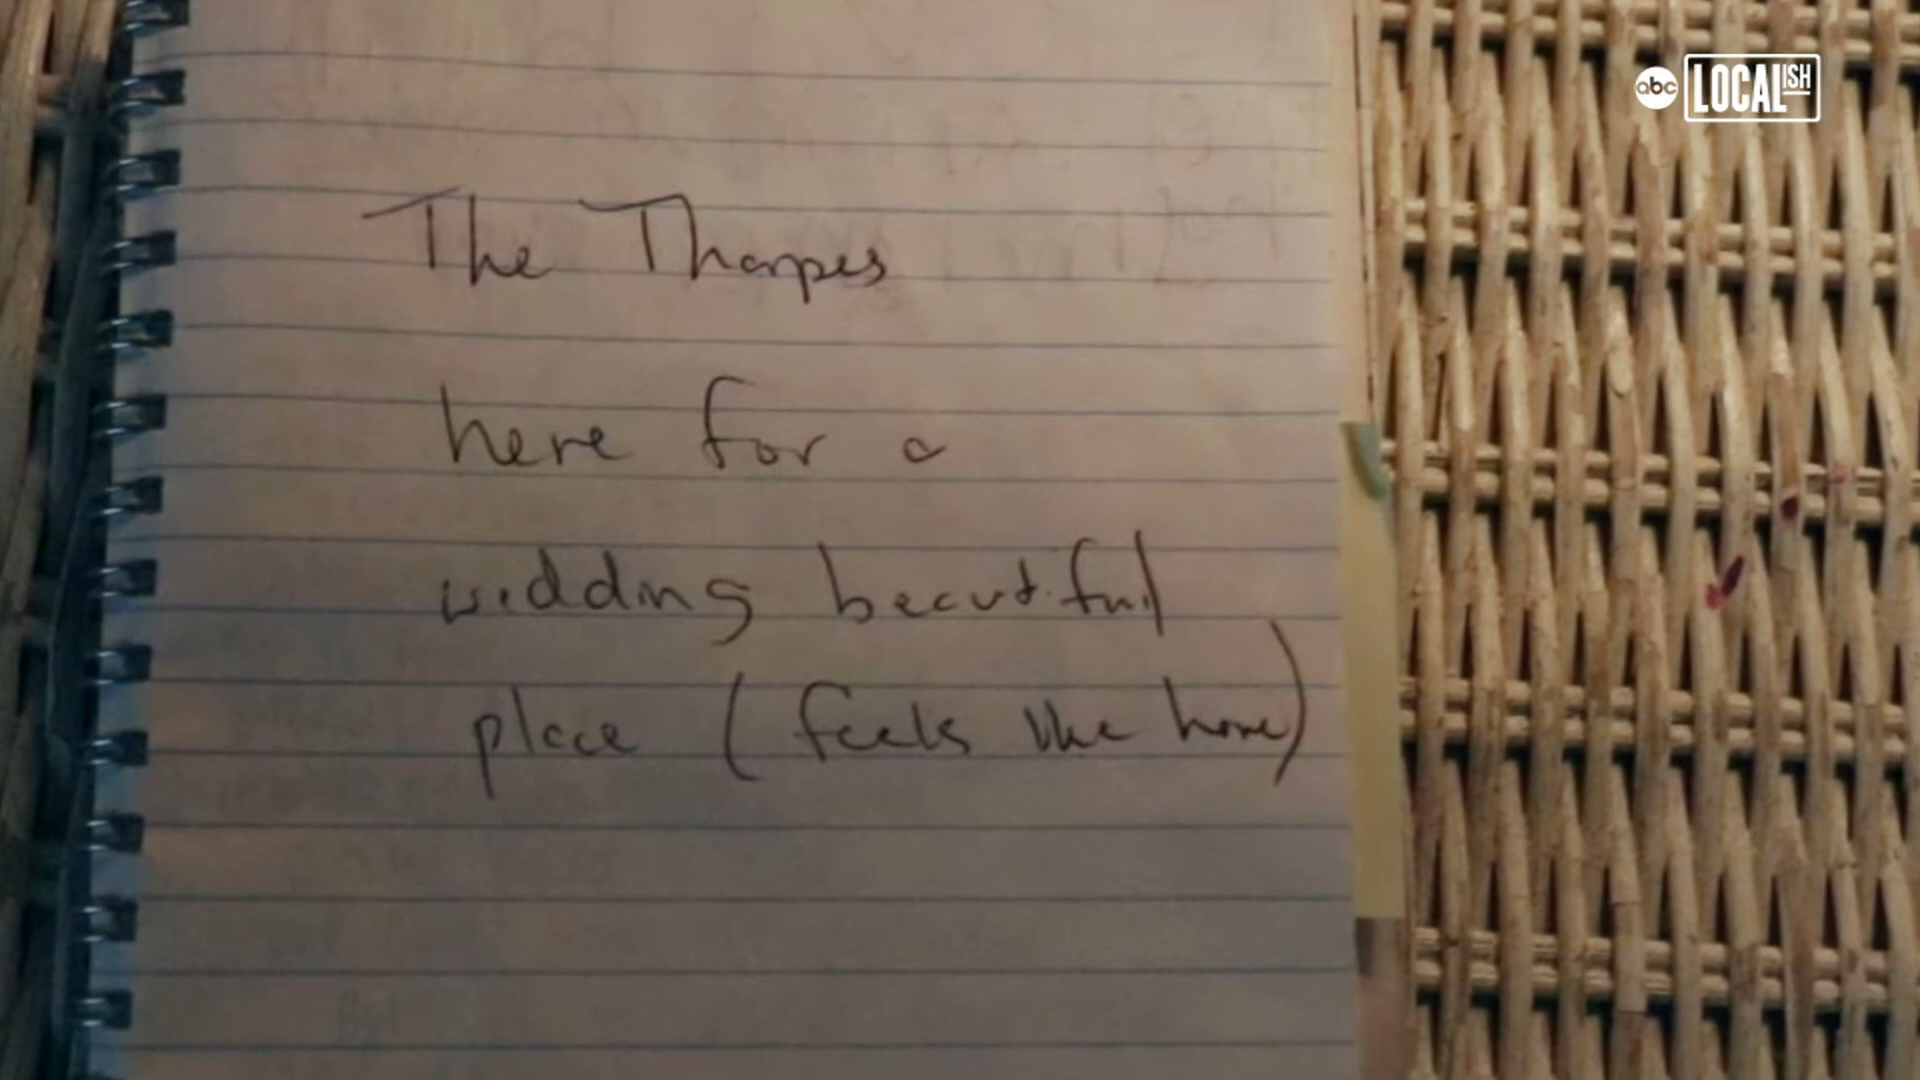 abc LOCALISH
The Tharpes
here for a
wedding beautiful
place (feels like home)